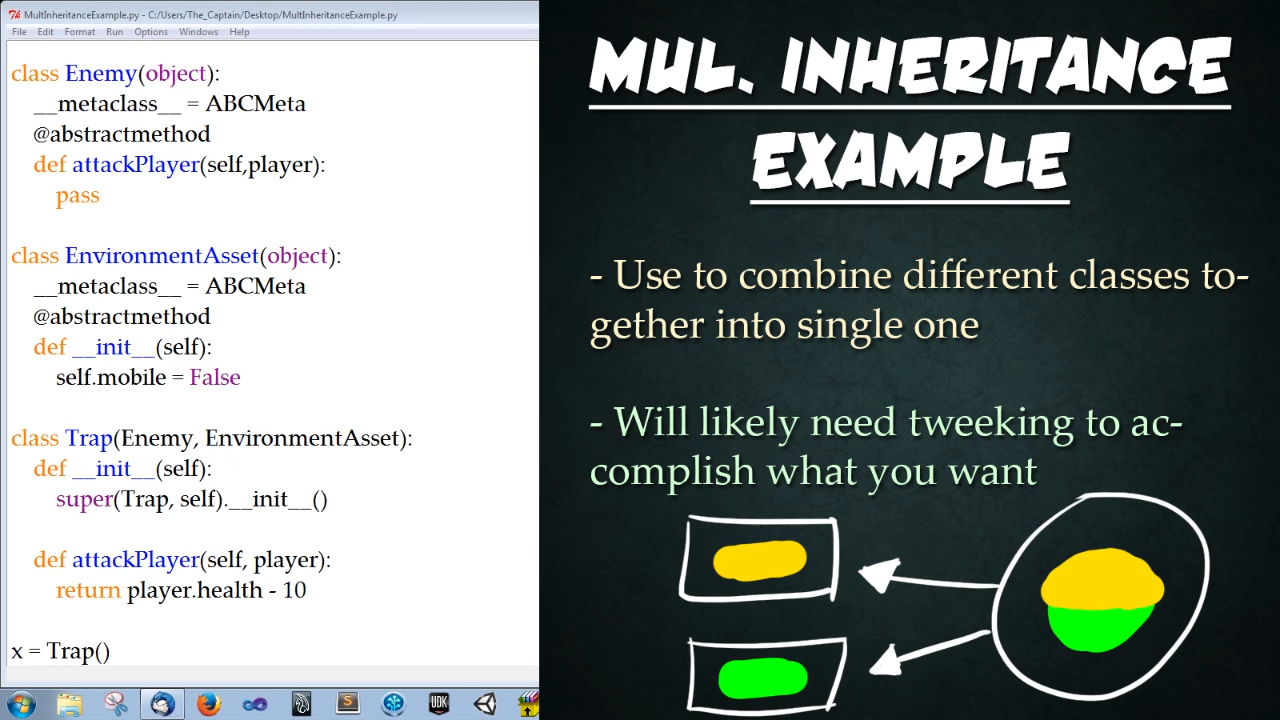 MultInheritanceExample.py - C:/Users/The_Captain/Desktop/MultInheritanceExample.py
File Edit Format Run Options Windows Help
class Enemy(object):
__metaclass__ = ABCMeta
@abstractmethod
def attackPlayer(self,player):
pass
class EnvironmentAsset(object):
__metaclass__ = ABCMeta
@abstractmethod
def __init__(self):
self.mobile = False
class Trap(Enemy, EnvironmentAsset):
def __init__(self):
super(Trap, self).__init__()
def attackPlayer(self, player):
return player.health - 10
x = Trap()
MUL. INHERITANCE
EXAMPLE
- Use to combine different classes to-
gether into single one
- Will likely need tweeking to ac-
complish what you want
UDK